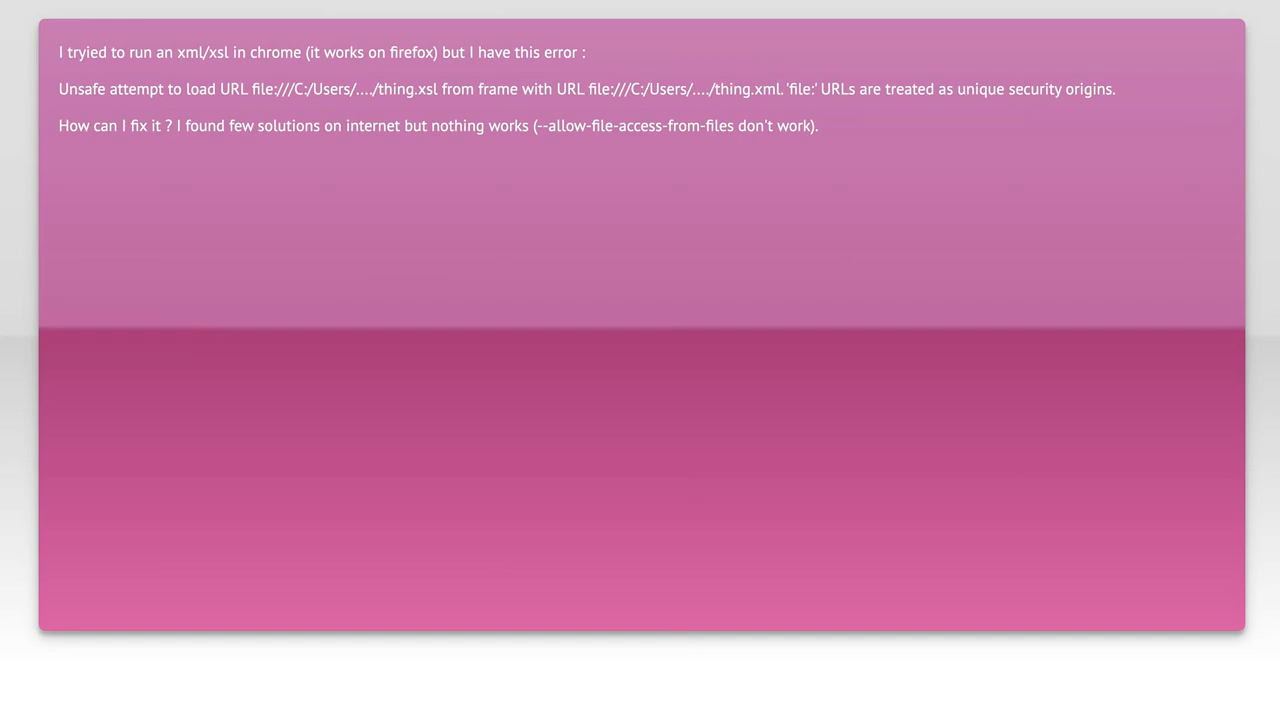 I tryied to run an xml/xsl in chrome (it works on firefox) but I have this error :
Unsafe attempt to load URL file:///C:/Users/..../thing.xsl from frame with URL file:///C:/Users/..../thing.xml. 'file:' URLs are treated as unique security origins.
How can I fix it ? I found few solutions on internet but nothing works (--allow-file-access-from-files don't work).